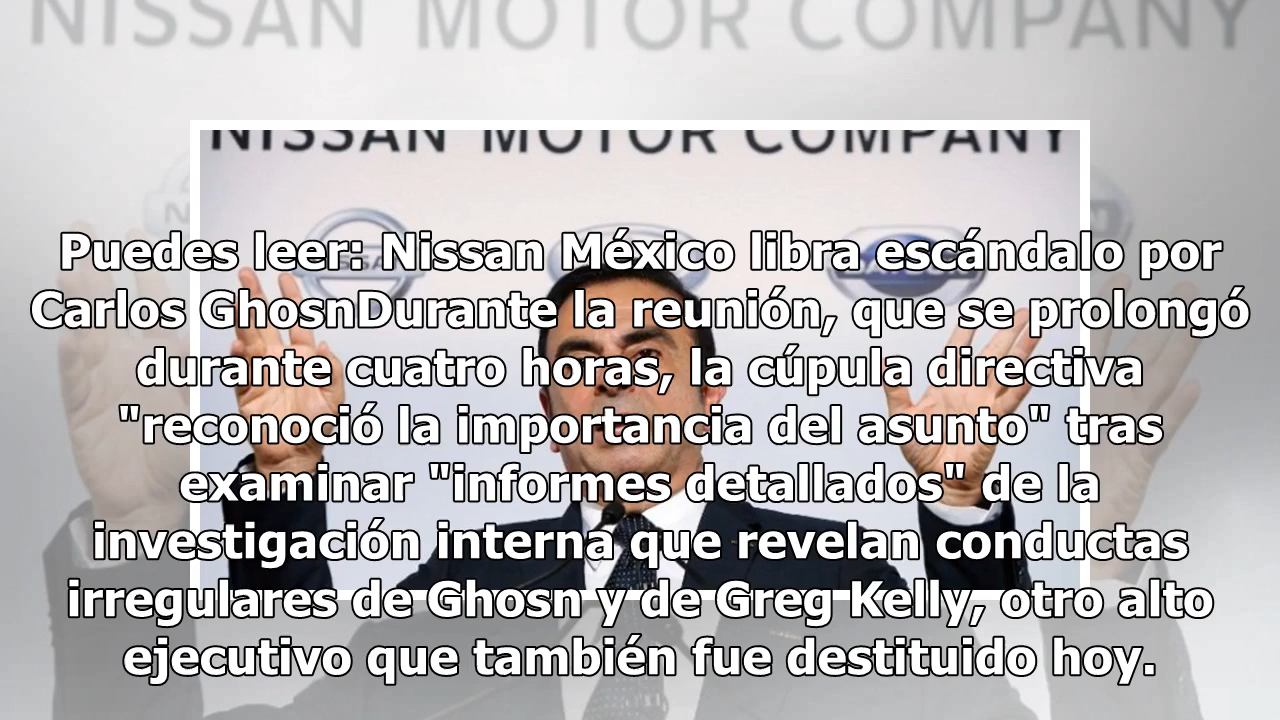 NISSAN MOTOR COMPANY
NISSAN MOTOR COMPANY
Puedes leer: Nissan México libra escándalo por
Carlos GhosnDurante la reunión, que se prolongó
durante cuatro horas, la cúpula directiva
"reconoció la importancia del asunto" tras
examinar "informes detallados" de la
investigación interna que revelan conductas
irregulares de Ghosn y de Greg Kelly, otro alto
ejecutivo que también fue destituido hoy.